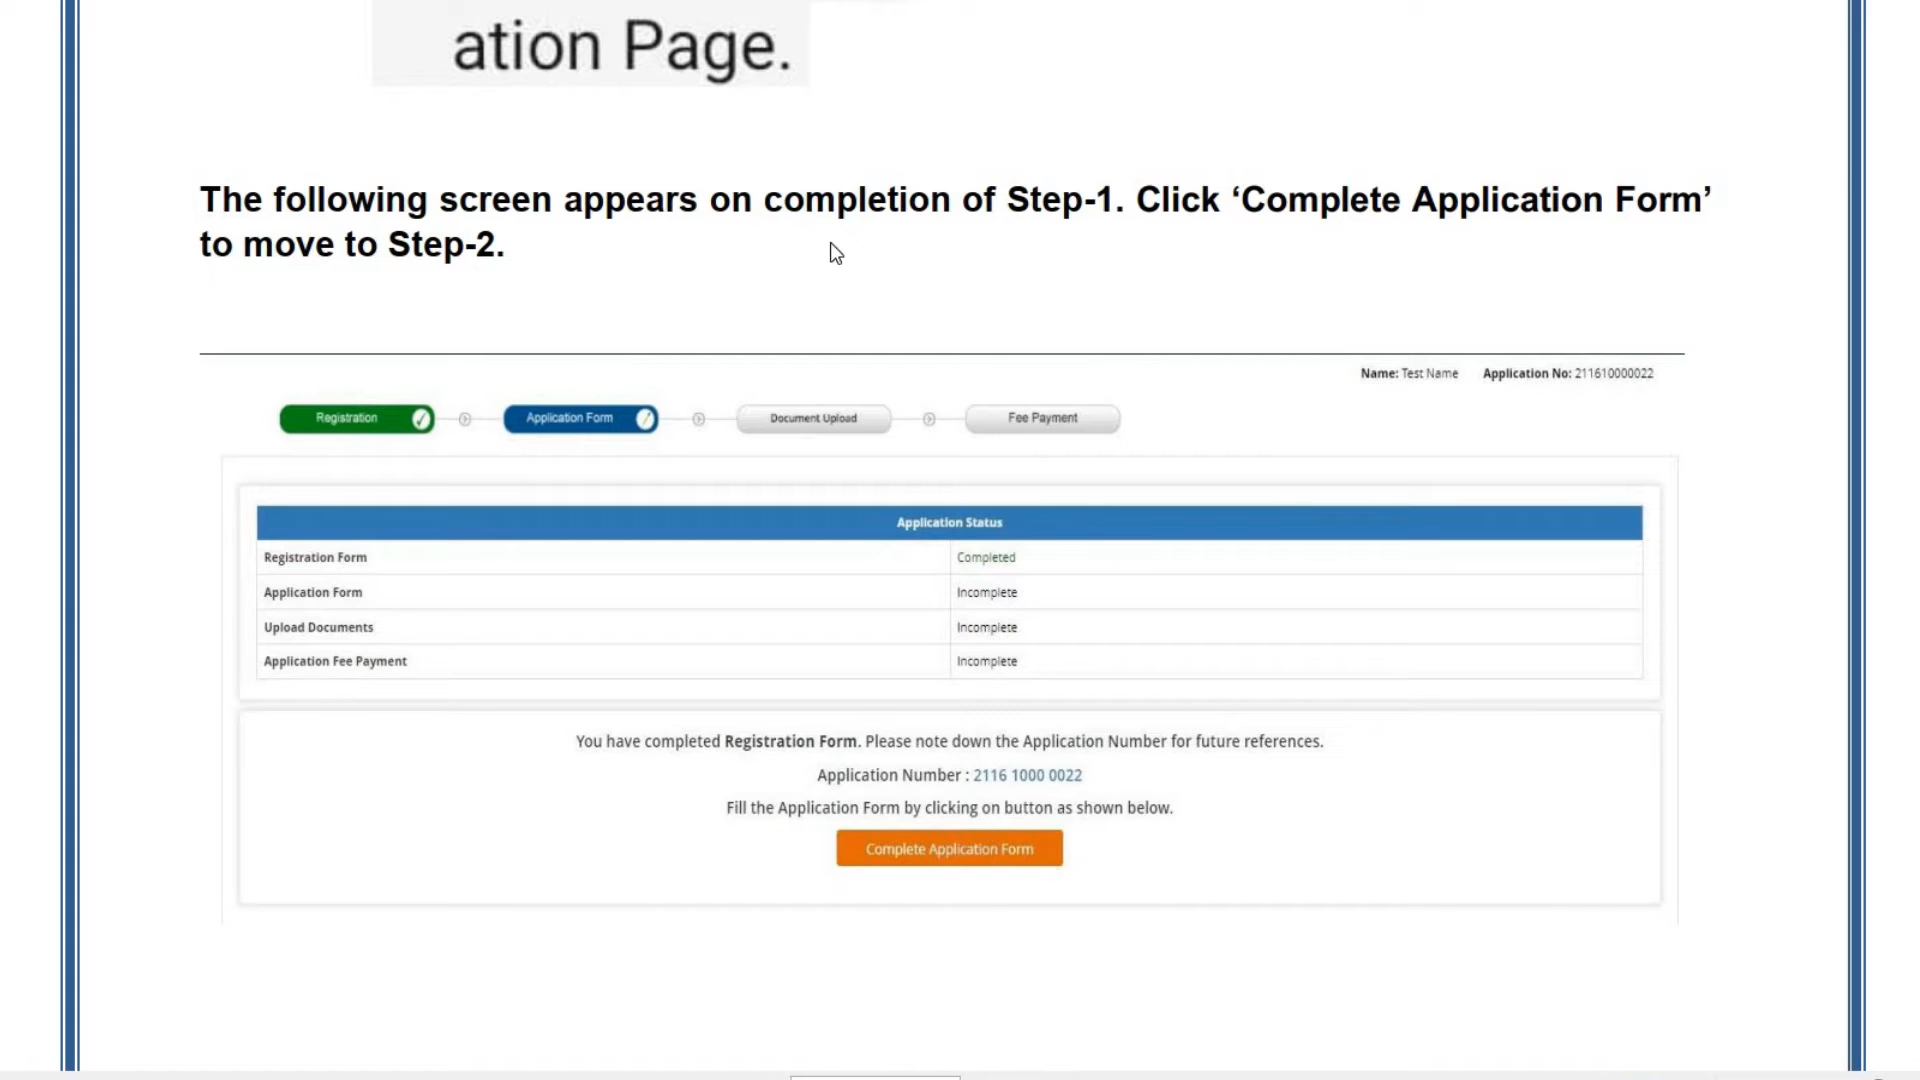 ation Page.
The following screen appears on completion of Step-1. Click ‘Complete Application Form’
to move to Step-2.
Name: Test Name Application No: 211610000022
Registration Application Form Document Upload Fee Payment
Application Status
Registration Form Completed
Application Form Incomplete
Upload Documents Incomplete
Application Fee Payment Incomplete
You have completed Registration Form. Please note down the Application Number for future references.
Application Number : 2116 1000 0022
Fill the Application Form by clicking on button as shown below.
Complete Application Form